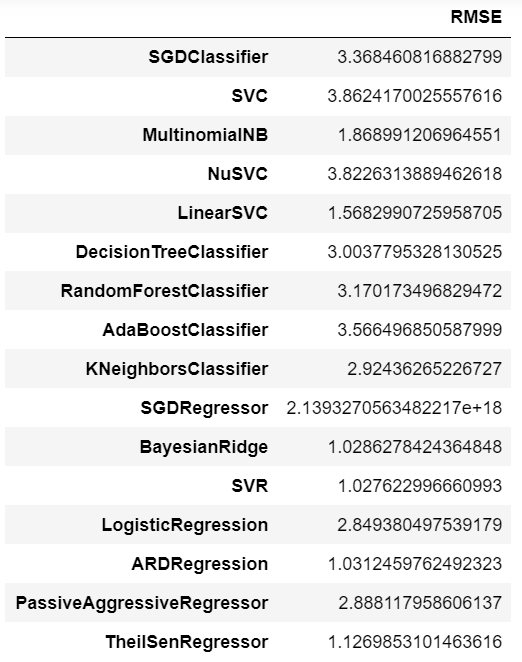 RMSE
SGDClassifier 3.368460816882799
SVC 3.8624170025557616
MultinomialNB 1.868991206964551
NuSVC 3.8226313889462618
LinearSVC 1.5682990725958705
DecisionTreeClassifier 3.0037795328130525
RandomForestClassifier 3.170173496829472
AdaBoostClassifier 3.566496850587999
KNeighborsClassifier 2.92436265226727
SGDRegressor 2.1393270563482217e+18
BayesianRidge 1.0286278424364848
SVR 1.027622996660993
LogisticRegression 2.849380497539179
ARDRegression 1.0312459762492323
PassiveAggressiveRegressor 2.888117958606137
TheilSenRegressor 1.1269853101463616